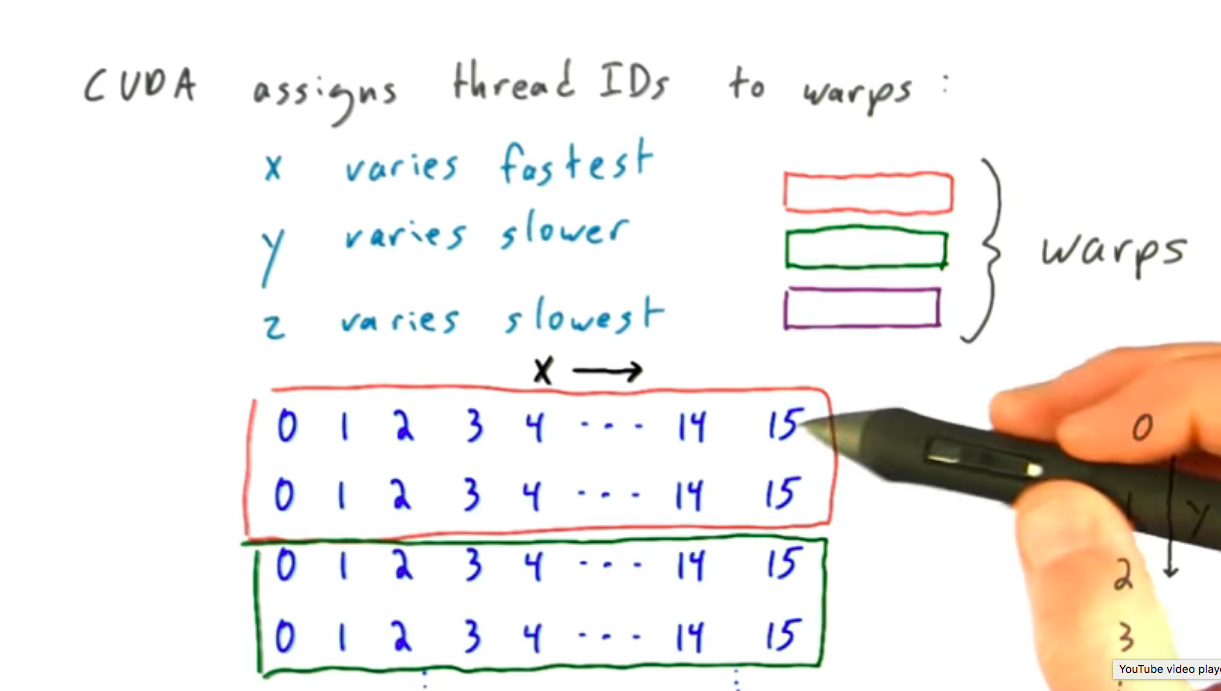 CUDA assigns thread IDs to warps:
x varies fastest
y varies slower
z varies slowest
warps
X →
0 1 2 3 4 ... 14 15 0
0 1 2 3 4 ... 14 15 1 y
0 1 2 3 4 ... 14 15 2
0 1 2 3 4 ... 14 15 3
YouTube video playe